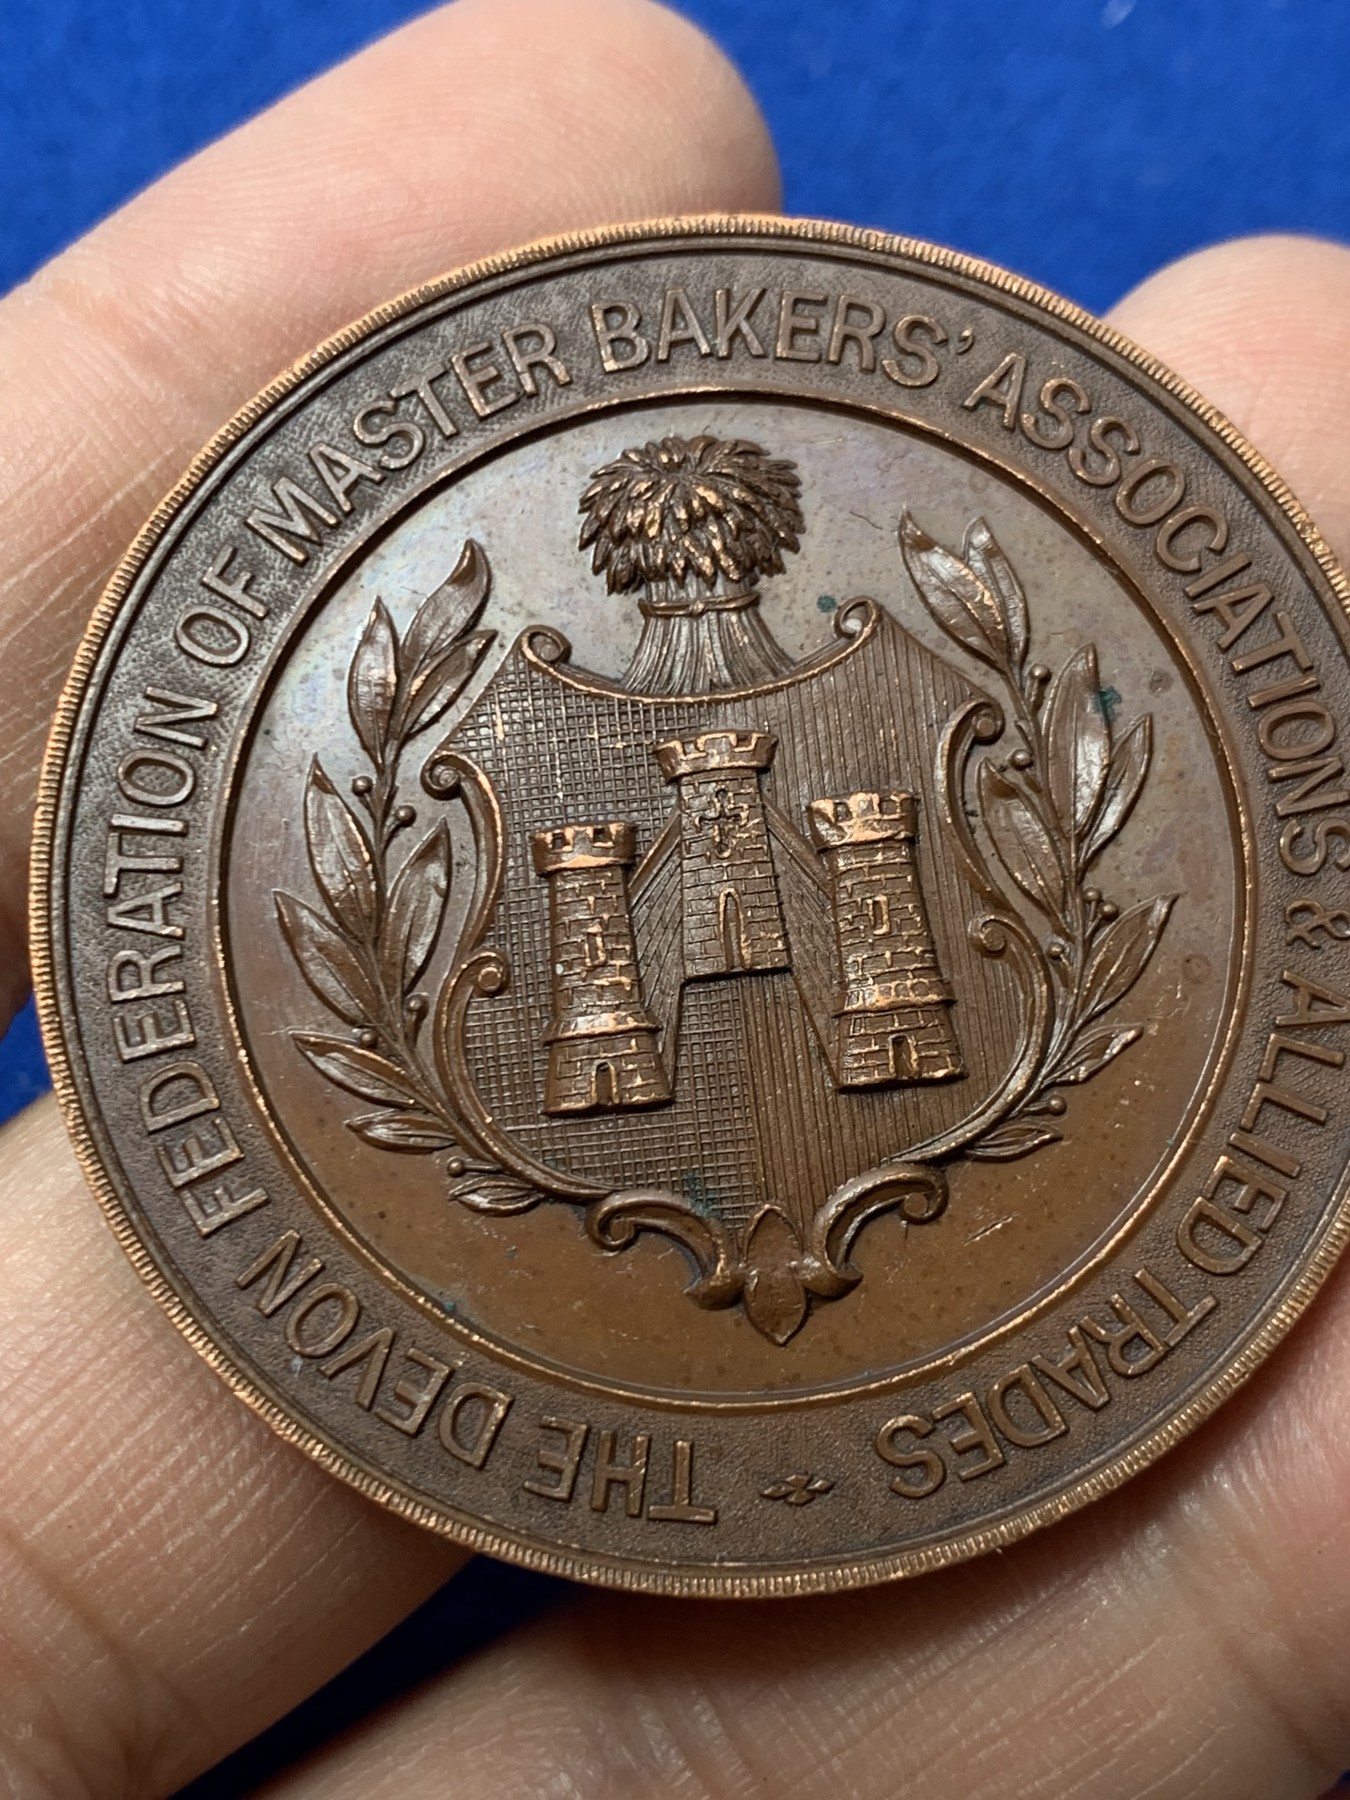 THE DEVON FEDERATION OF MASTER BAKERS' ASSOCIATIONS & ALLIED TRADES